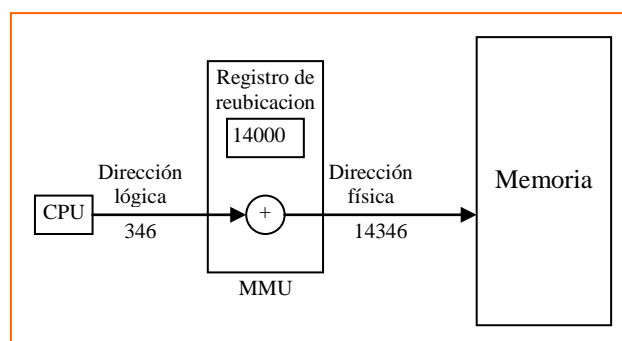 Registro de
reubicacion
14000
Dirección
lógica
Dirección
física
Memoria
CPU
+
346
14346
MMU